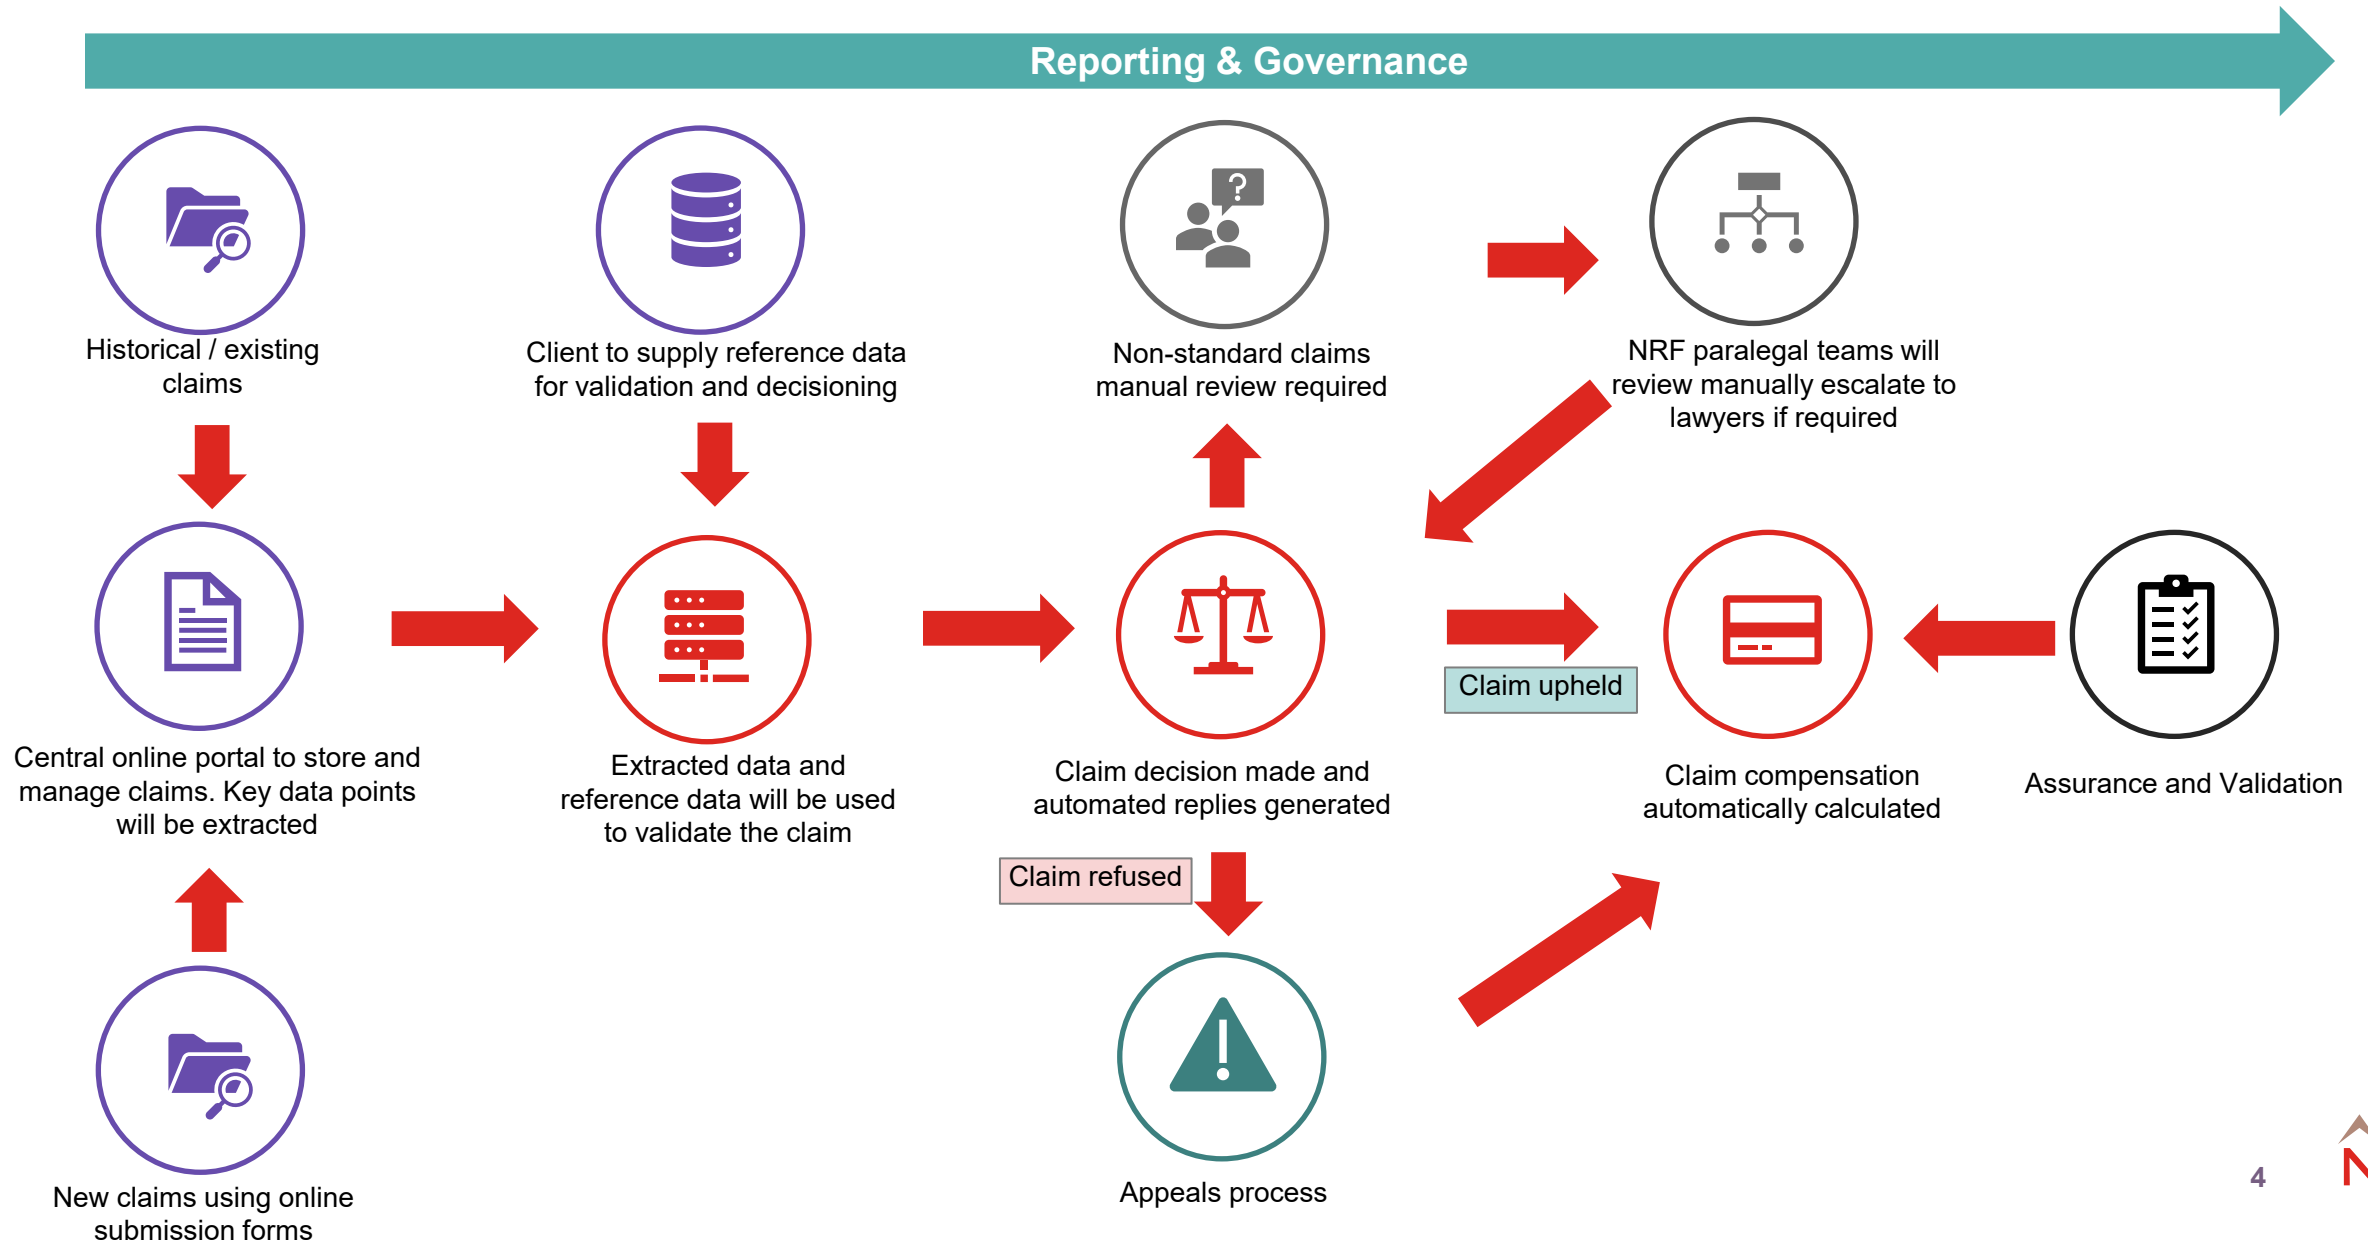 Reporting & Governance
Historical / existing
claims
Client to supply reference data
for validation and decisioning
?
Non-standard claims
manual review required
NRF paralegal teams will
review manually escalate to
lawyers if required
Central online portal to store and
manage claims. Key data points
will be extracted
Extracted data and
reference data will be used
to validate the claim
Claim decision made and
automated replies generated
Claim upheld
Claim compensation
automatically calculated
Assurance and Validation
Claim refused
New claims using online
submission forms
Appeals process
4